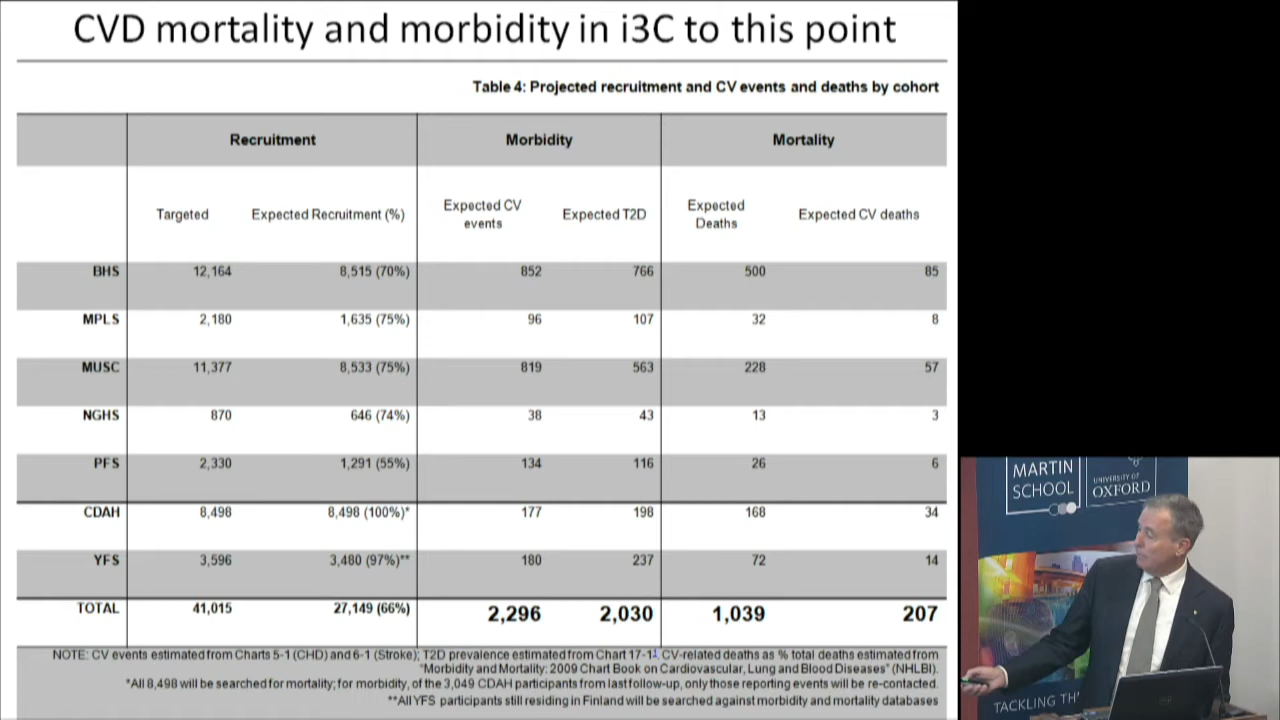 CVD mortality and morbidity in i3C to this point
Table 4: Projected recruitment and CV events and deaths by cohort
Recruitment Morbidity Mortality
Targeted Expected Recruitment (%) Expected CV events Expected T2D Expected Deaths Expected CV deaths
BHS 12,164 8,515 (70%) 852 766 500 85
MPLS 2,180 1,635 (75%) 96 107 32 8
MUSC 11,377 8,533 (75%) 819 563 228 57
NGHS 870 646 (74%) 38 43 13 3
PFS 2,330 1,291 (55%) 134 116 26 6
CDAH 8,498 8,498 (100%)* 177 198 168 34
YFS 3,596 3,480 (97%)** 180 237 72 14
TOTAL 41,015 27,149 (66%) 2,296 2,030 1,039 207
NOTE: CV events estimated from Charts 5-1 (CHD) and 6-1 (Stroke); T2D prevalence estimated from Chart 17-1¹. CV-related deaths as % total deaths estimated from
"Morbidity and Mortality: 2009 Chart Book on Cardiovascular, Lung and Blood Diseases" (NHLBI).
*All 8,498 will be searched for mortality; for morbidity, of the 3,049 CDAH participants from last follow-up, only those reporting events will be re-contacted.
**All YFS participants still residing in Finland will be searched against morbidity and mortality databases
MARTIN
SCHOOL
UNIVERSITY OF
OXFORD
TACKLING TH